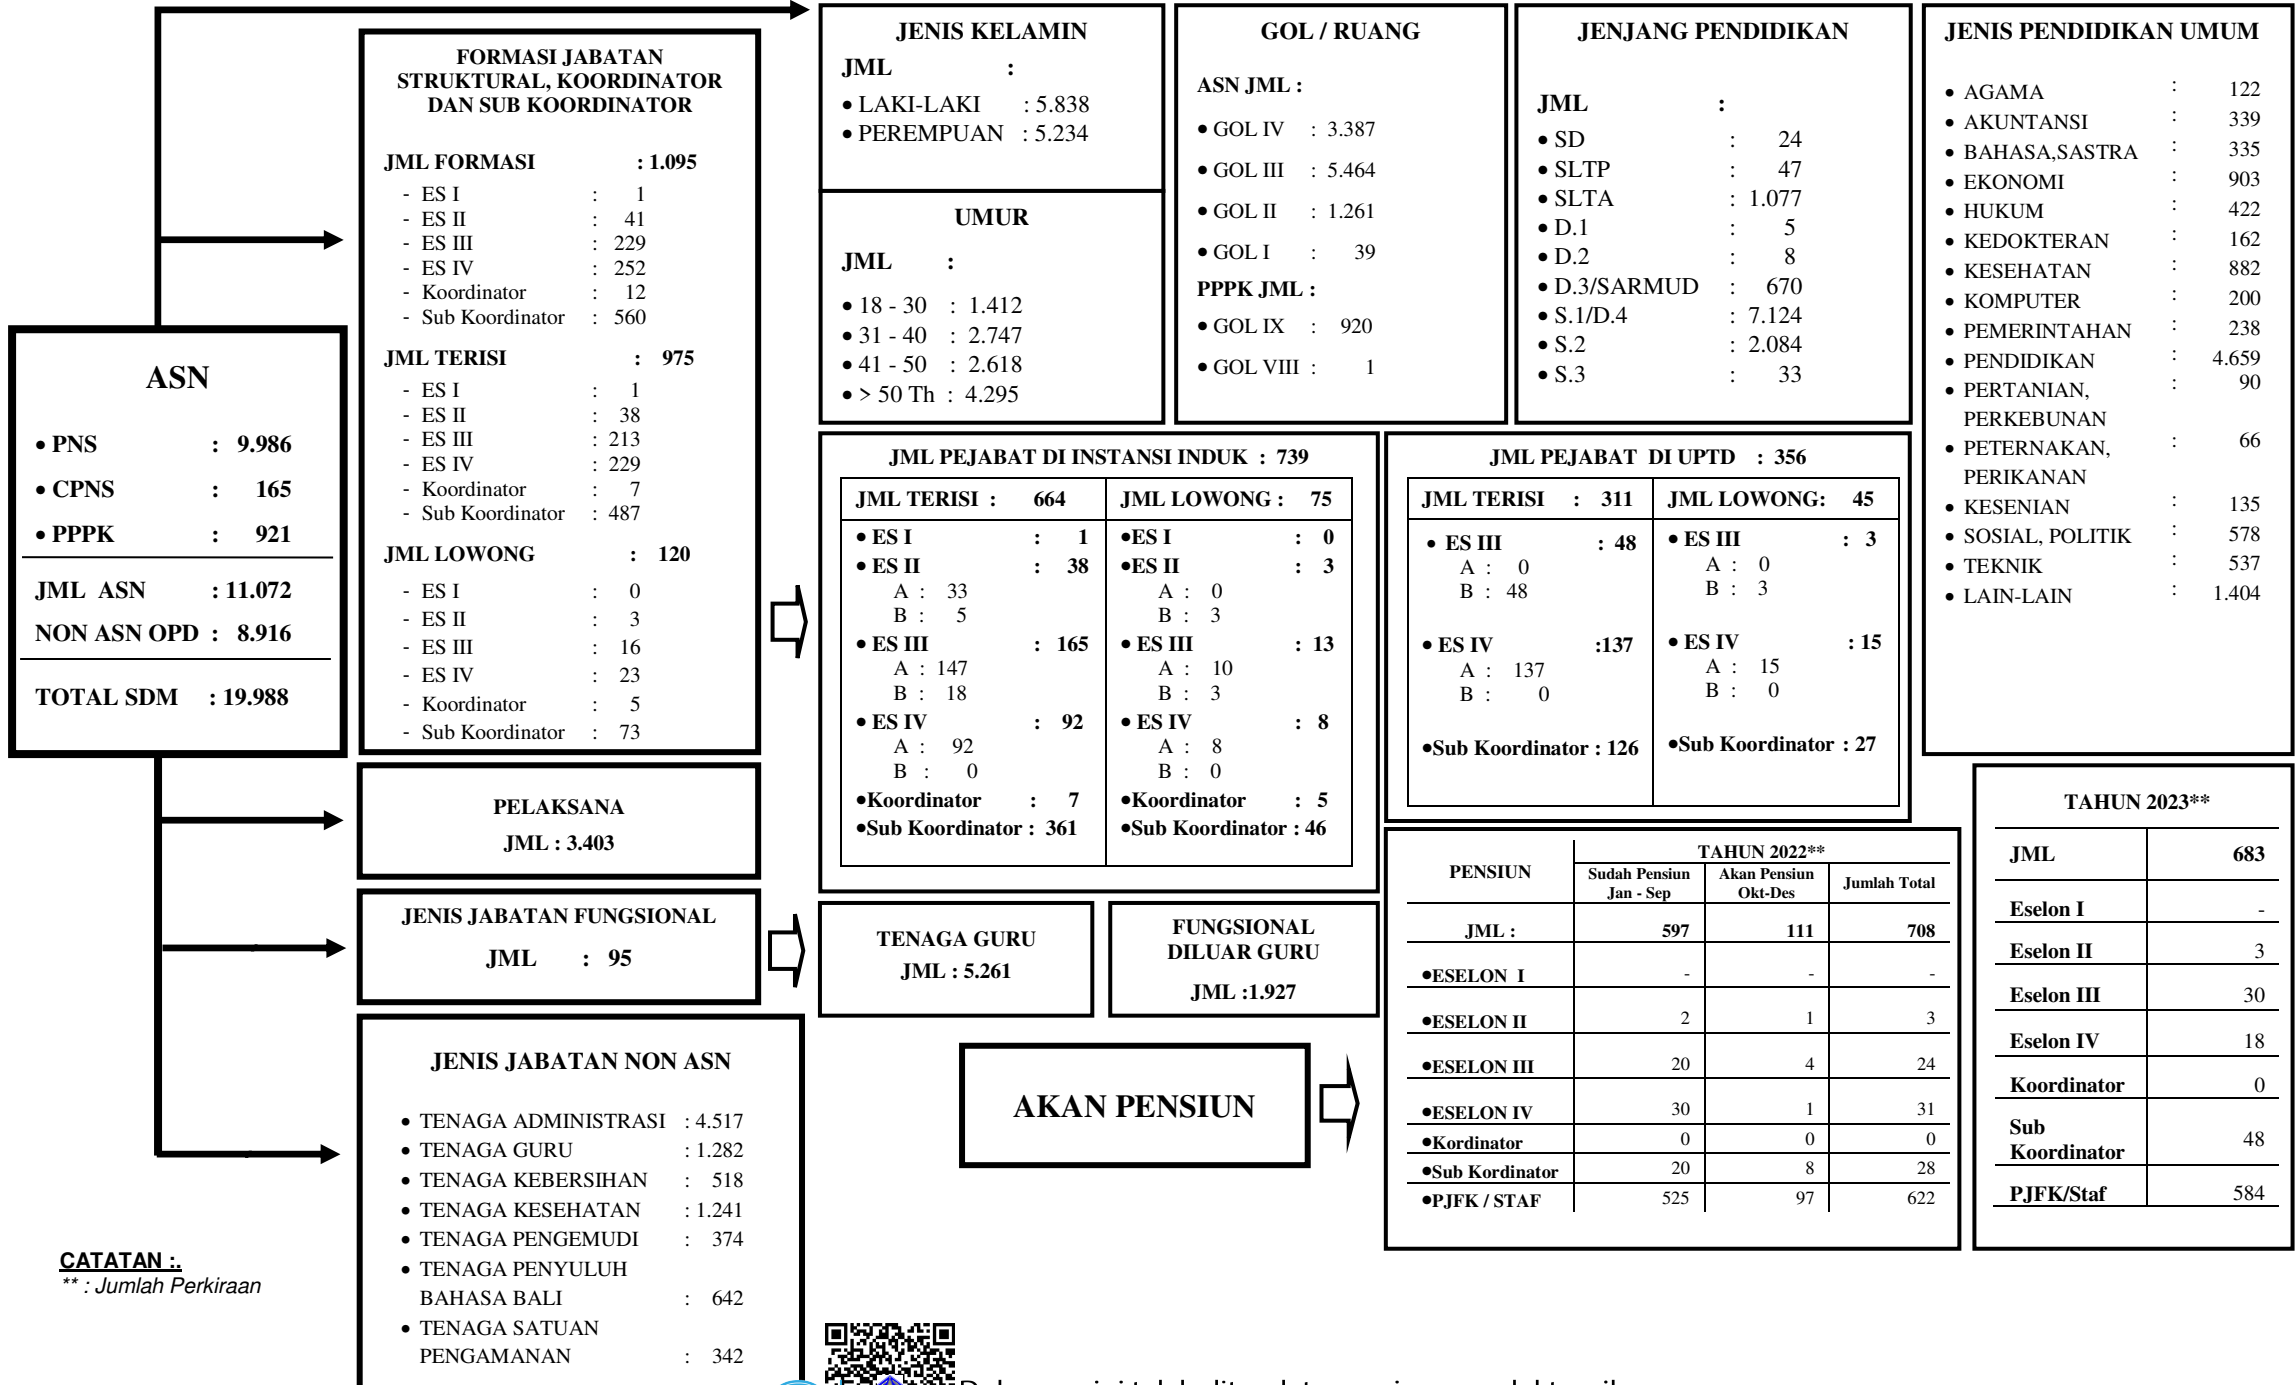 ASN
• PNS : 9.986
• CPNS : 165
• PPPK : 921
JML ASN : 11.072
NON ASN OPD : 8.916
TOTAL SDM : 19.988
FORMASI JABATAN
STRUKTURAL, KOORDINATOR
DAN SUB KOORDINATOR
JML FORMASI : 1.095
- ES I : 1
- ES II : 41
- ES III : 229
- ES IV : 252
- Koordinator : 12
- Sub Koordinator : 560
JML TERISI : 975
- ES I : 1
- ES II : 38
- ES III : 213
- ES IV : 229
- Koordinator : 7
- Sub Koordinator : 487
JML LOWONG : 120
- ES I : 0
- ES II : 3
- ES III : 16
- ES IV : 23
- Koordinator : 5
- Sub Koordinator : 73
PELAKSANA
JML : 3.403
JENIS JABATAN FUNGSIONAL
JML : 95
JENIS JABATAN NON ASN
• TENAGA ADMINISTRASI : 4.517
• TENAGA GURU : 1.282
• TENAGA KEBERSIHAN : 518
• TENAGA KESEHATAN : 1.241
• TENAGA PENGEMUDI : 374
• TENAGA PENYULUH
BAHASA BALI : 642
• TENAGA SATUAN
PENGAMANAN : 342
JENIS KELAMIN
JML :
• LAKI-LAKI : 5.838
• PEREMPUAN : 5.234
UMUR
JML :
• 18 - 30 : 1.412
• 31 - 40 : 2.747
• 41 - 50 : 2.618
• > 50 Th : 4.295
GOL / RUANG
ASN JML :
• GOL IV : 3.387
• GOL III : 5.464
• GOL II : 1.261
• GOL I : 39
PPPK JML :
• GOL IX : 920
• GOL VIII : 1
JENJANG PENDIDIKAN
JML :
• SD : 24
• SLTP : 47
• SLTA : 1.077
• D.1 : 5
• D.2 : 8
• D.3/SARMUD : 670
• S.1/D.4 : 7.124
• S.2 : 2.084
• S.3 : 33
JENIS PENDIDIKAN UMUM
• AGAMA : 122
• AKUNTANSI : 339
• BAHASA,SASTRA : 335
• EKONOMI : 903
• HUKUM : 422
• KEDOKTERAN : 162
• KESEHATAN : 882
• KOMPUTER : 200
• PEMERINTAHAN : 238
• PENDIDIKAN : 4.659
• PERTANIAN, : 90
PERKEBUNAN
• PETERNAKAN, : 66
PERIKANAN
• KESENIAN : 135
• SOSIAL, POLITIK : 578
• TEKNIK : 537
• LAIN-LAIN : 1.404
JML PEJABAT DI INSTANSI INDUK : 739
JML TERISI : 664
• ES I : 1
• ES II : 38
A : 33
B : 5
• ES III : 165
A : 147
B : 18
• ES IV : 92
A : 92
B : 0
•Koordinator : 7
•Sub Koordinator : 361
JML LOWONG : 75
•ES I : 0
•ES II : 3
A : 0
B : 3
• ES III : 13
A : 10
B : 3
• ES IV : 8
A : 8
B : 0
•Koordinator : 5
•Sub Koordinator : 46
JML PEJABAT DI UPTD : 356
JML TERISI : 311
• ES III : 48
A : 0
B : 48
• ES IV :137
A : 137
B : 0
•Sub Koordinator : 126
JML LOWONG: 45
• ES III : 3
A : 0
B : 3
• ES IV : 15
A : 15
B : 0
•Sub Koordinator : 27
TENAGA GURU
JML : 5.261
FUNGSIONAL
DILUAR GURU
JML :1.927
AKAN PENSIUN
PENSIUN TAHUN 2022**
Sudah Pensiun Akan Pensiun Jumlah Total
Jan - Sep Okt-Des
JML : 597 111 708
•ESELON I - - -
•ESELON II 2 1 3
•ESELON III 20 4 24
•ESELON IV 30 1 31
•Kordinator 0 0 0
•Sub Kordinator 20 8 28
•PJFK / STAF 525 97 622
TAHUN 2023**
JML 683
Eselon I -
Eselon II 3
Eselon III 30
Eselon IV 18
Koordinator 0
Sub
Koordinator 48
PJFK/Staf 584
CATATAN :.
** : Jumlah Perkiraan